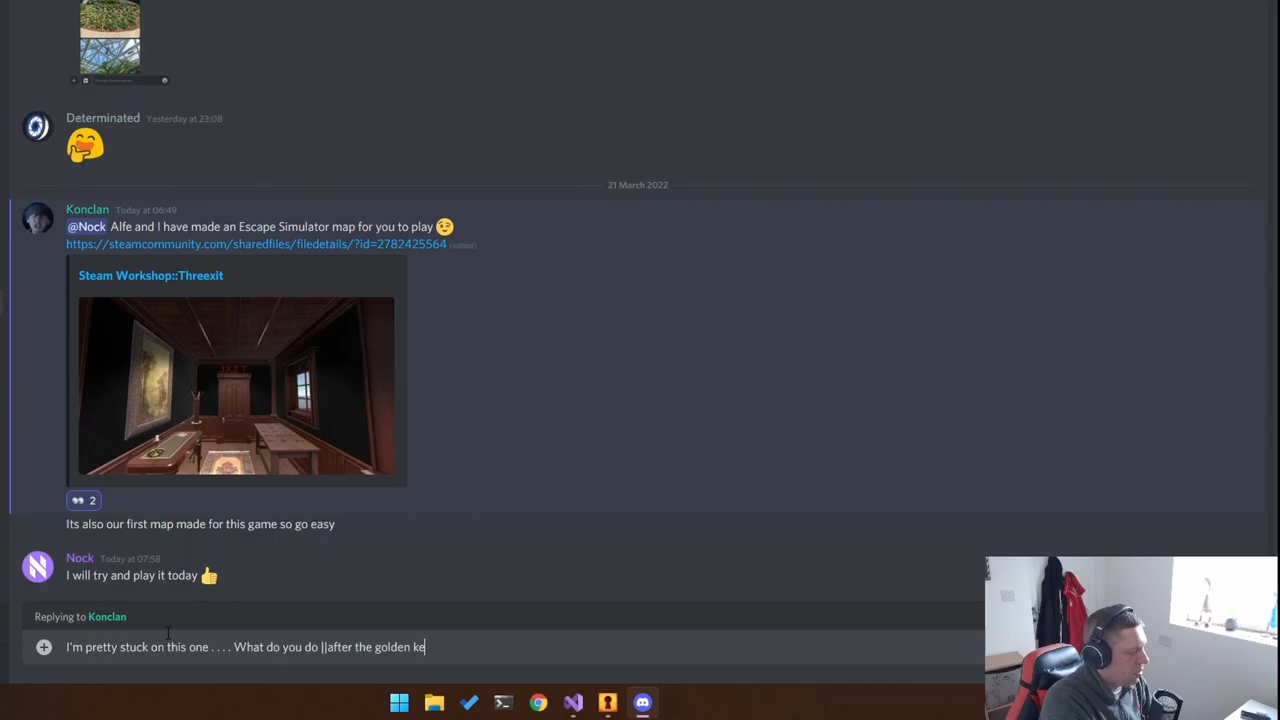 Determinated Yesterday at 23:08
21 March 2022
Konclan Today at 06:49
@Nock Alfe and I have made an Escape Simulator map for you to play
https://steamcommunity.com/sharedfiles/filedetails/?id=2782425564 (edited)
Steam Workshop::Threexit
EXIT
2
Its also our first map made for this game so go easy
Nock Today at 07:58
I will try and play it today
Replying to Konclan
I'm pretty stuck on this one . . . . What do you do ||after the golden ke